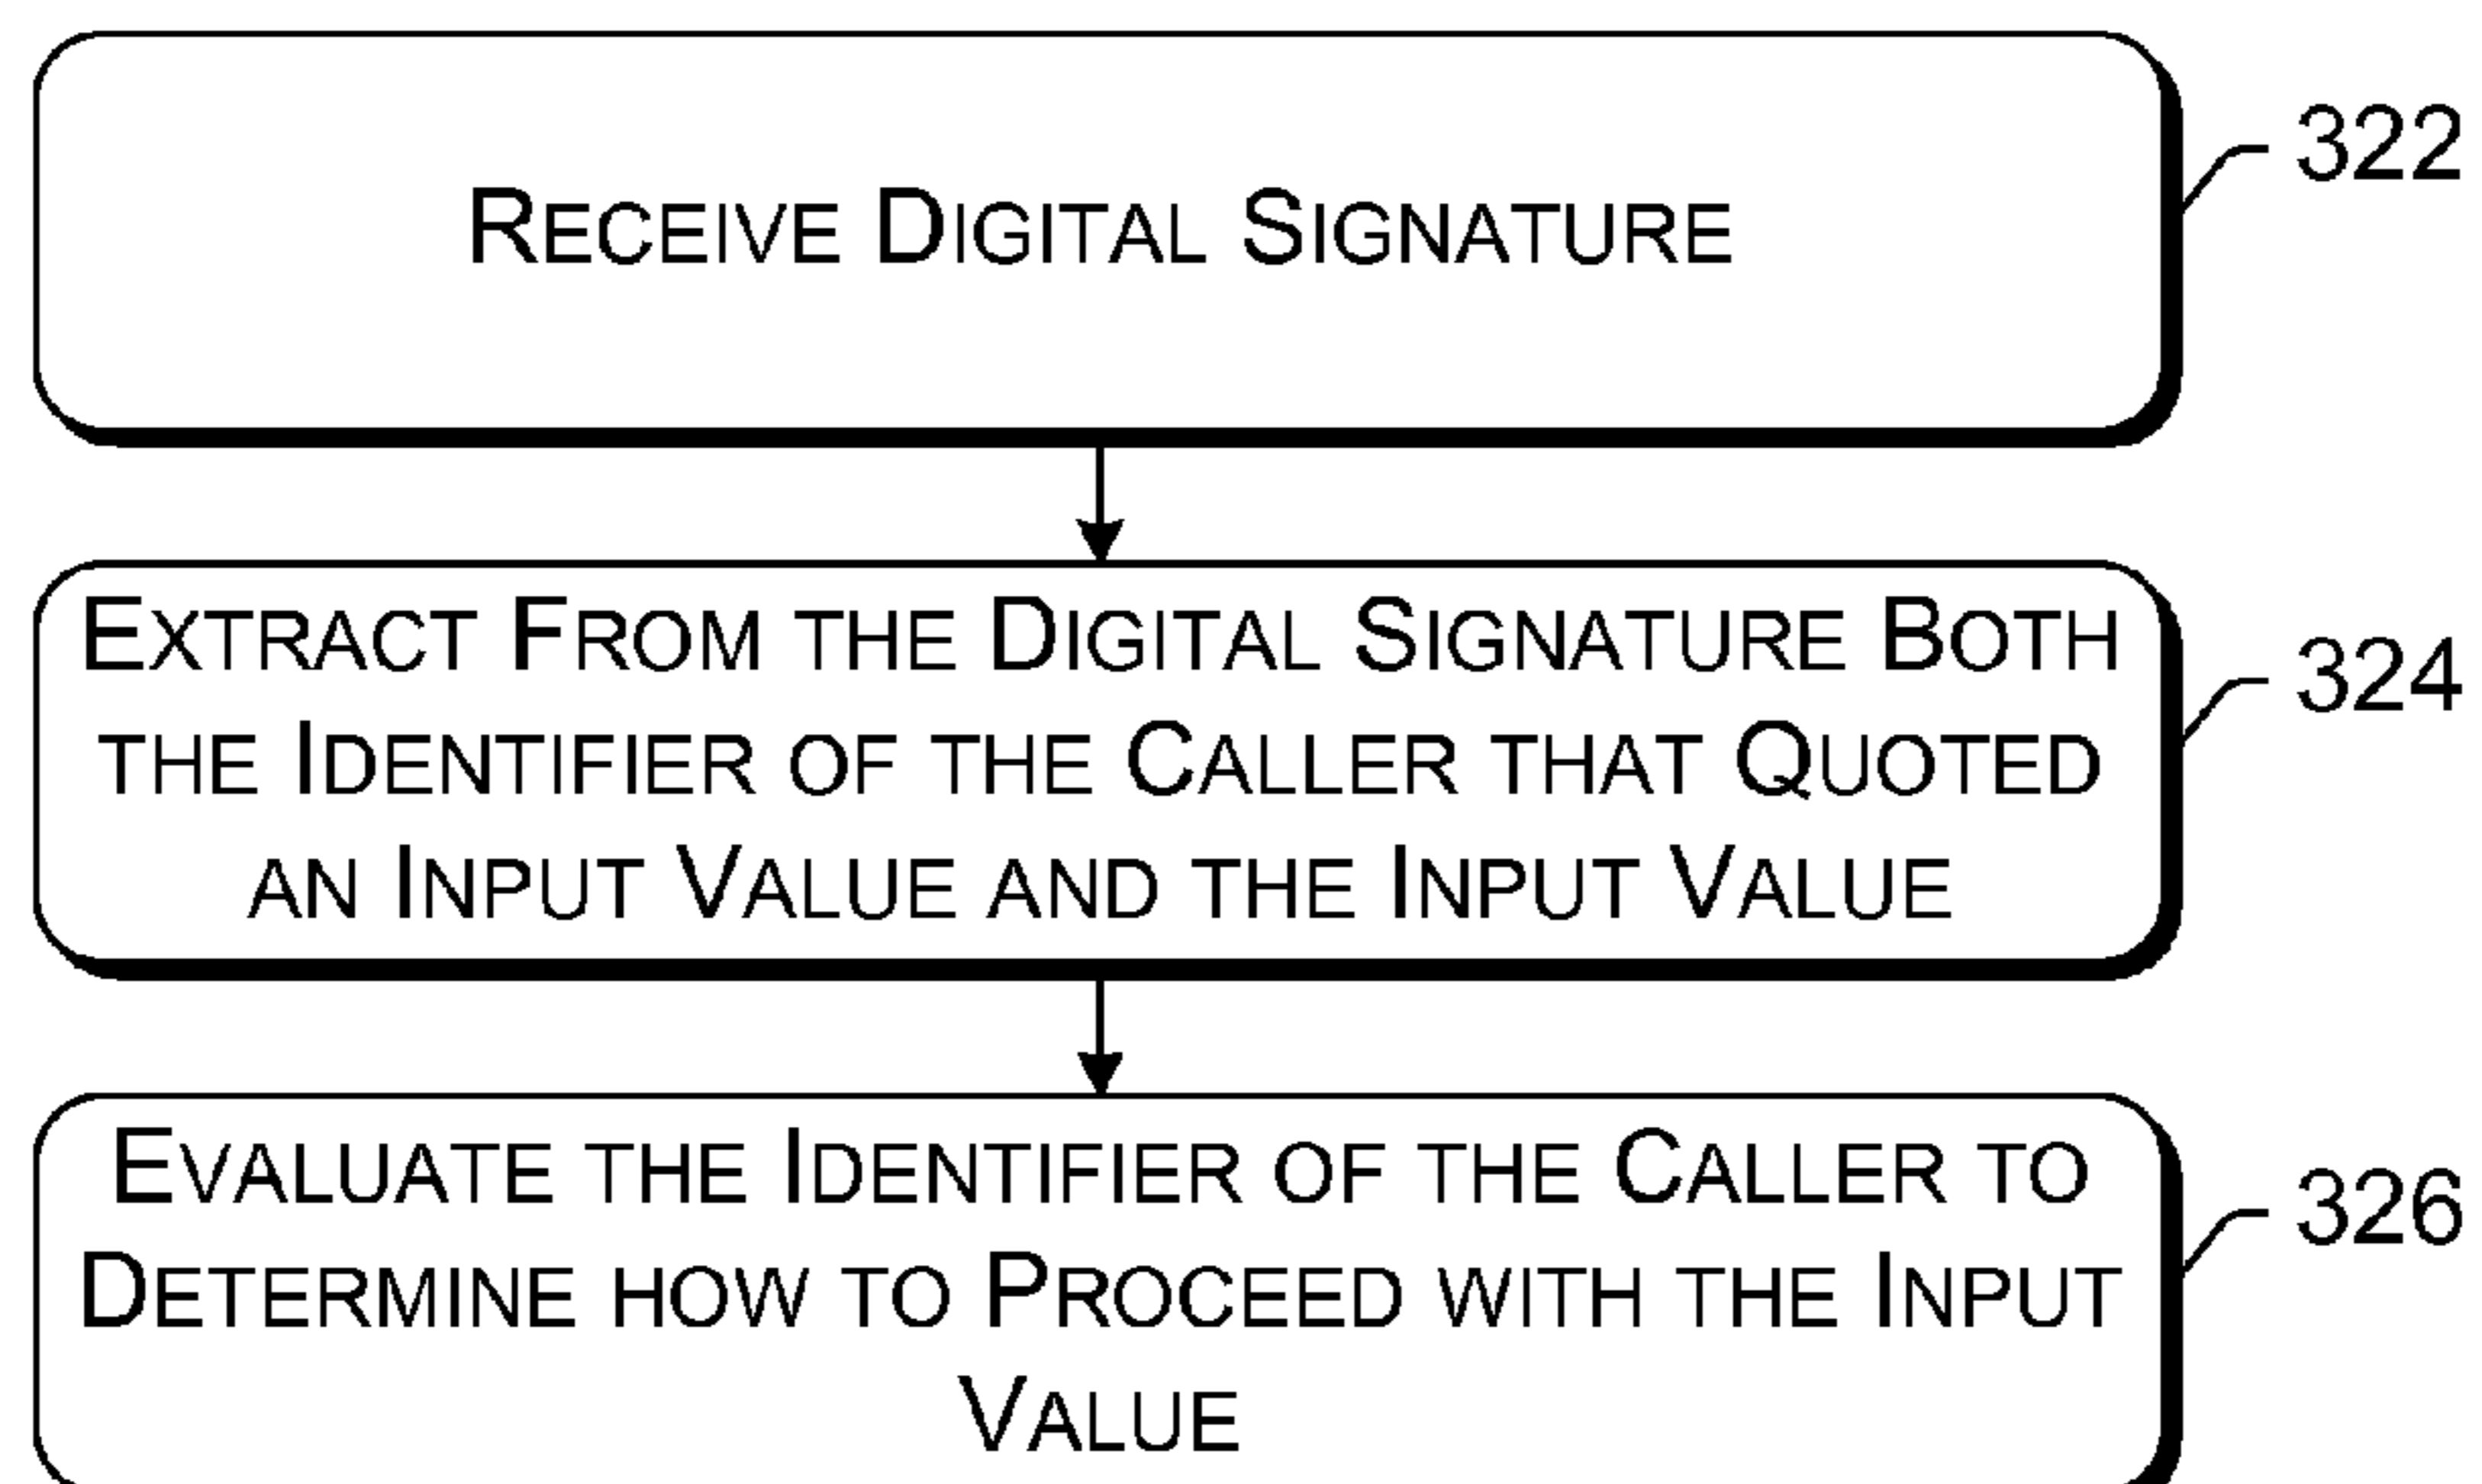 RECEIVE DIGITAL SIGNATURE
322
EXTRACT FROM THE DIGITAL SIGNATURE BOTH
THE IDENTIFIER OF THE CALLER THAT QUOTED
AN INPUT VALUE AND THE INPUT VALUE
324
EVALUATE THE IDENTIFIER OF THE CALLER TO
DETERMINE HOW TO PROCEED WITH THE INPUT
VALUE
326